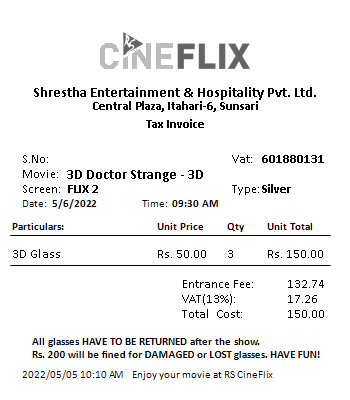 RS
CINEFLIX
Shrestha Entertainment & Hospitality Pvt. Ltd.
Central Plaza, Itahari-6, Sunsari
Tax Invoice
S.No: Vat: 601880131
Movie: 3D Doctor Strange - 3D
Screen: FLIX 2 Type: Silver
Date: 5/6/2022 Time: 09:30 AM
Particulars: Unit Price Qty Unit Total
3D Glass Rs. 50.00 3 Rs. 150.00
Entrance Fee: 132.74
VAT(13%): 17.26
Total Cost: 150.00
All glasses HAVE TO BE RETURNED after the show.
Rs. 200 will be fined for DAMAGED or LOST glasses. HAVE FUN!
2022/05/05 10:10 AM Enjoy your movie at RS CineFlix